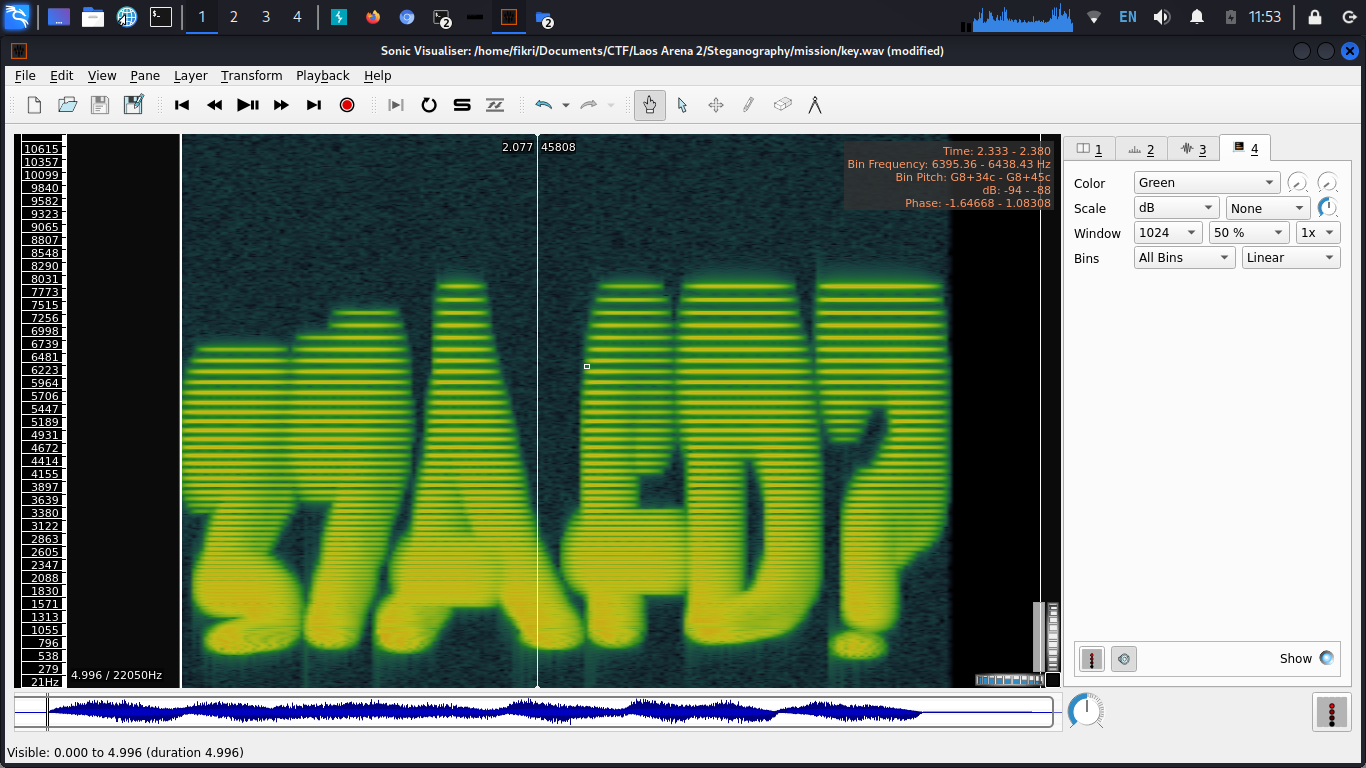 1 2 3 4 2 2 EN 11:53
Sonic Visualiser: /home/fikri/Documents/CTF/Laos Arena 2/Steganography/mission/key.wav (modified)
File Edit View Pane Layer Transform Playback Help
2.077 45808
10615
10357
10099
9840
9582
9323
9065
8807
8548
8290
8031
7773
7515
7256
6998
6739
6481
6223
5964
5706
5447
5189
4931
4672
4414
4155
3897
3639
3380
3122
2863
2605
2347
2088
1830
1571
1313
1055
796
538
279
21Hz
Time: 2.333 - 2.380
Bin Frequency: 6395.36 - 6438.43 Hz
Bin Pitch: G8+34c - G8+45c
dB: -94 - -88
Phase: -1.64668 - 1.08308
4.996 / 22050Hz
1 2 3 4
Color Green
Scale dB None
Window 1024 50 % 1x
Bins All Bins Linear
Show
Visible: 0.000 to 4.996 (duration 4.996)